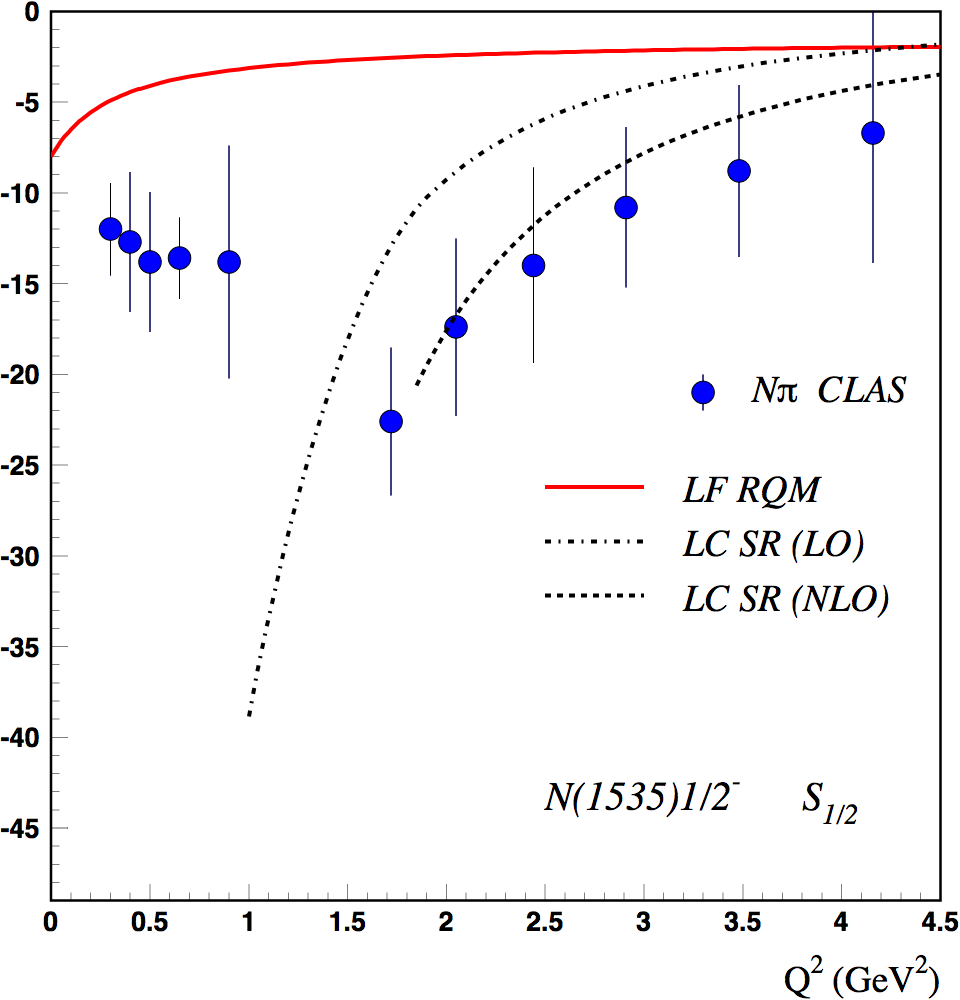 0
-5
-10
-15
-20
-25
-30
-35
-40
-45
Nπ CLAS
LF RQM
LC SR (LO)
LC SR (NLO)
N(1535)1/2⁻ S₁/₂
0 0.5 1 1.5 2 2.5 3 3.5 4 4.5
Q² (GeV²)